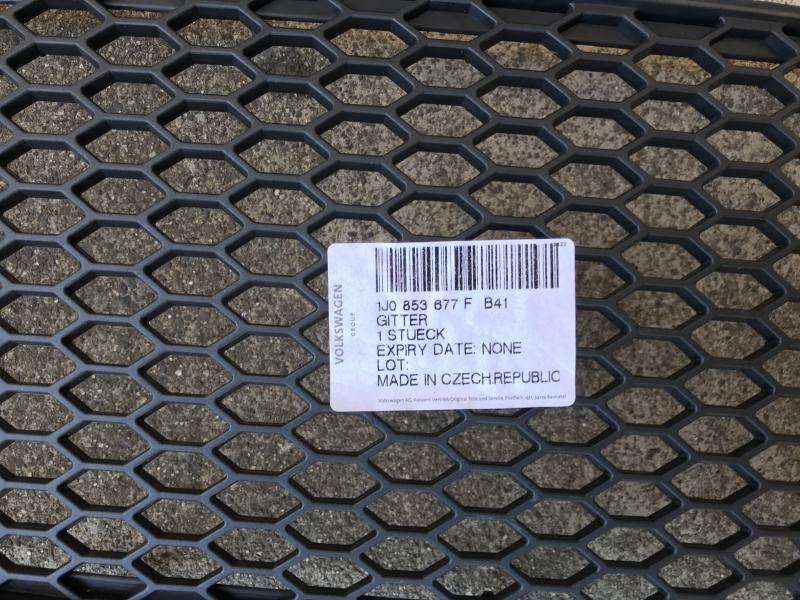 VOLKSWAGEN
GROUP
1J0 853 677 F B41
GITTER
1 STUECK
EXPIRY DATE: NONE
LOT:
MADE IN CZECH.REPUBLIC